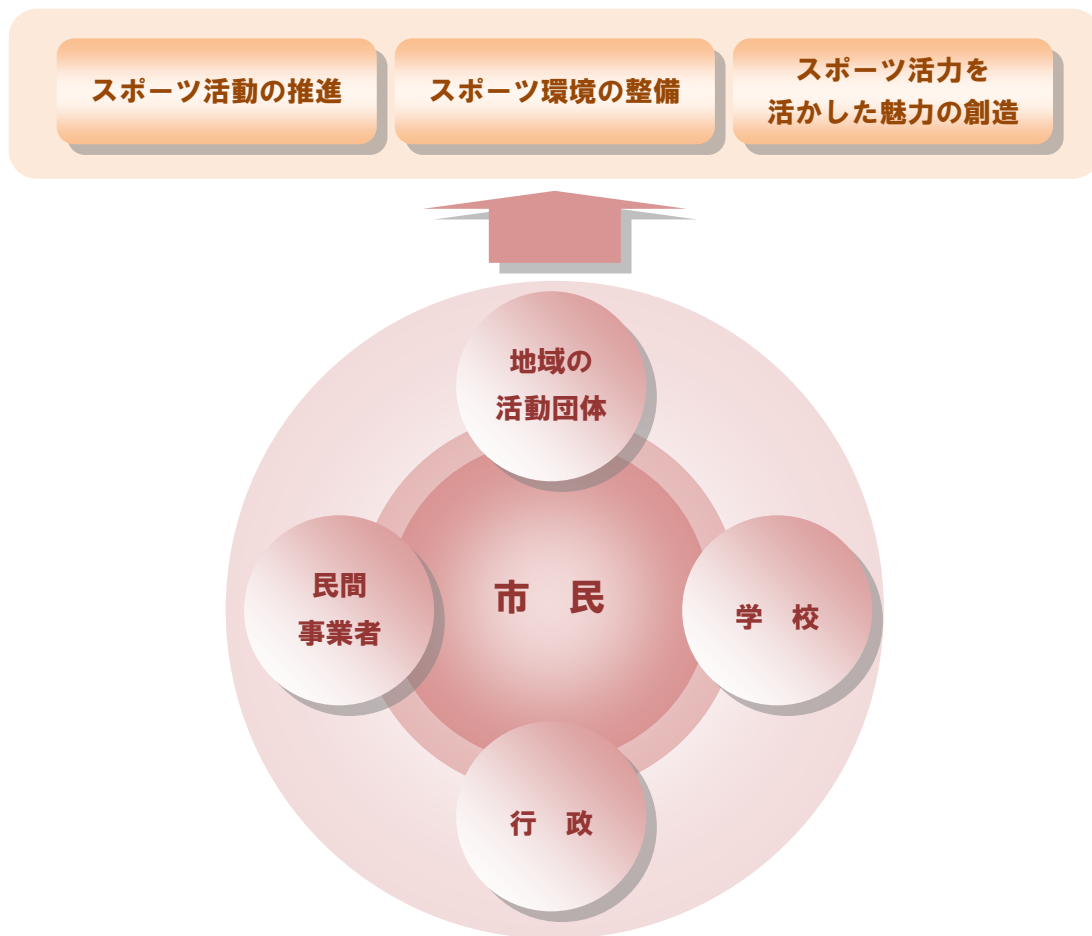 スポーツ活動の推進
スポーツ環境の整備
スポーツ活力を
活かした魅力の創造
地域の
活動団体
民間
事業者
市　民
学　校
行　政